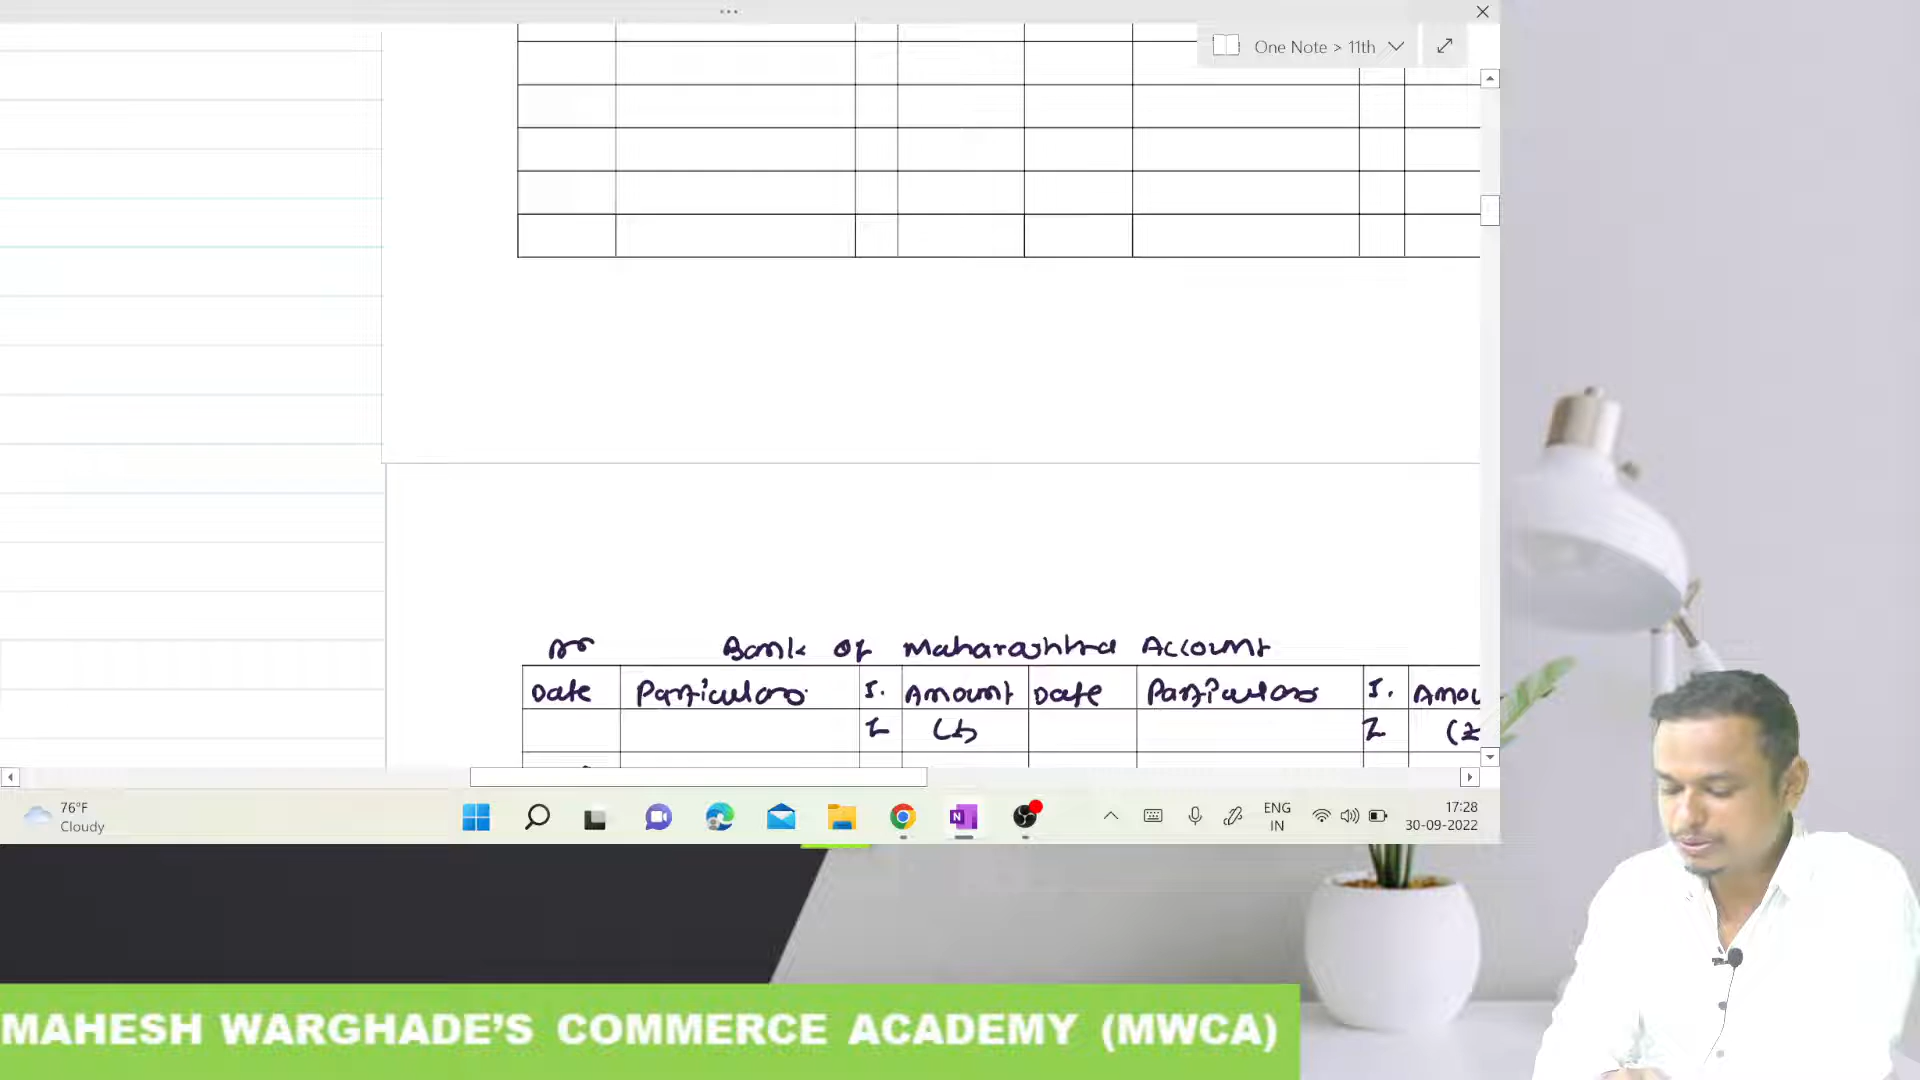 One Note > 11th
Dr Bank Of Maharashtra Account
Date Particulars J. Amount Date Particulars J. Amou
76°F
Cloudy
ENG
IN
17:28
30-09-2022
MAHESH WARGHADE'S COMMERCE ACADEMY (MWCA)